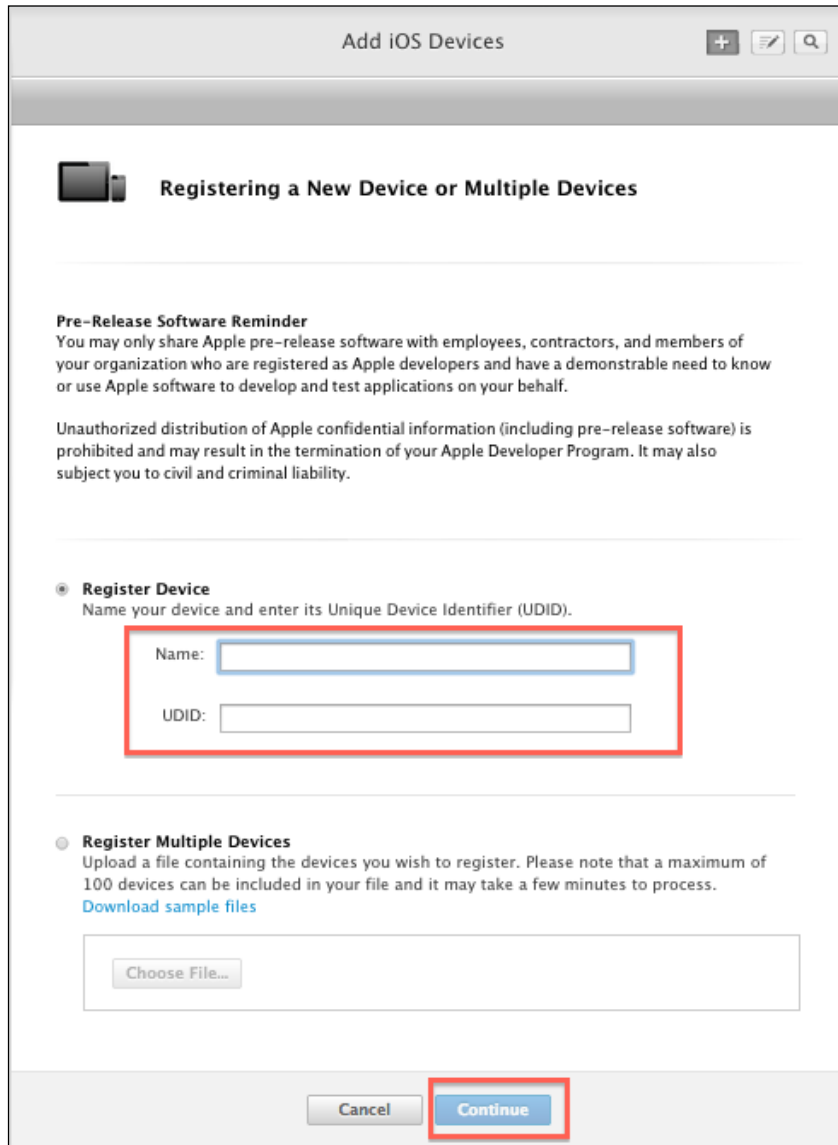 Add iOS Devices
Registering a New Device or Multiple Devices
Pre-Release Software Reminder
You may only share Apple pre-release software with employees, contractors, and members of
your organization who are registered as Apple developers and have a demonstrable need to know
or use Apple software to develop and test applications on your behalf.
Unauthorized distribution of Apple confidential information (including pre-release software) is
prohibited and may result in the termination of your Apple Developer Program. It may also
subject you to civil and criminal liability.
Register Device
Name your device and enter its Unique Device Identifier (UDID).
Name:
UDID:
Register Multiple Devices
Upload a file containing the devices you wish to register. Please note that a maximum of
100 devices can be included in your file and it may take a few minutes to process.
Download sample files
Choose File...
Cancel Continue